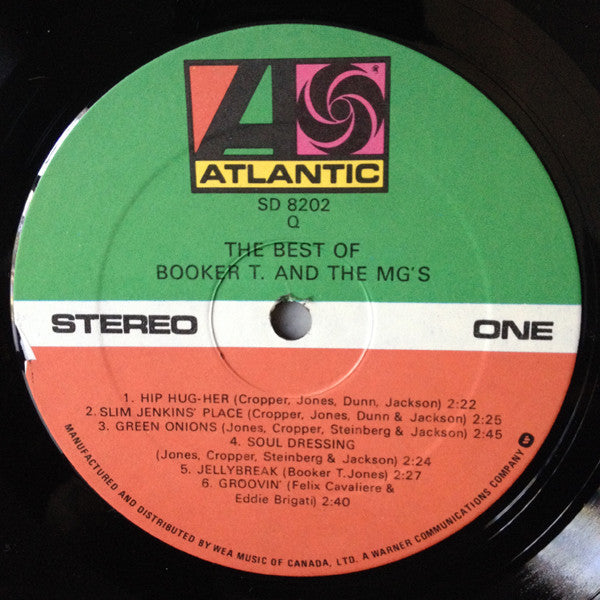 ATLANTIC
SD 8202
Q
THE BEST OF
BOOKER T. AND THE MG'S
STEREO
ONE
1. HIP HUG-HER (Cropper, Jones, Dunn, Jackson) 2:22
2. SLIM JENKINS' PLACE (Cropper, Jones, Dunn & Jackson) 2:25
3. GREEN ONIONS (Jones, Cropper, Steinberg & Jackson) 2:45
4. SOUL DRESSING
(Jones, Cropper, Steinberg & Jackson) 2:24
5. JELLYBREAK (Booker T. Jones) 2:27
6. GROOVIN' (Felix Cavaliere &
Eddie Brigati) 2:40
MANUFACTURED AND DISTRIBUTED BY WEA MUSIC OF CANADA, LTD. A WARNER COMMUNICATIONS COMPANY